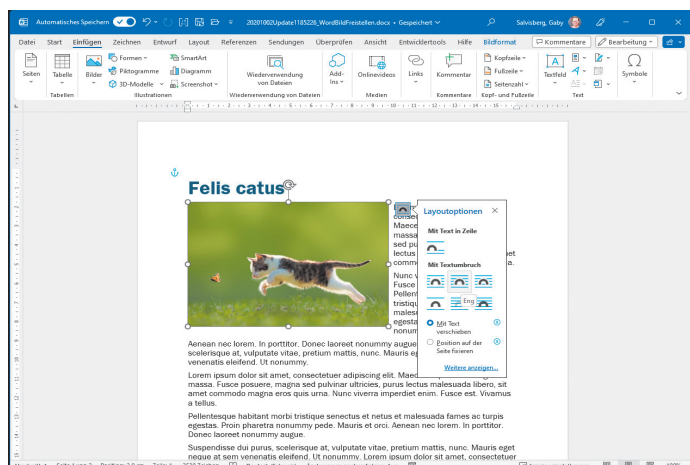 Automatisches Speichern
20201002Update1185226_WordBildFreistellen.docx • Gespeichert
Salvisberg, Gaby
Datei Start Einfügen Zeichnen Entwurf Layout Referenzen Sendungen Überprüfen Ansicht Entwicklertools Hilfe Bildformat Kommentare Bearbeitung
Seiten Tabelle Bilder Formen SmartArt Wiederverwendung von Dateien Add-Ins Onlinevideos Links Kommentar Kopfzeile Textfeld Symbole
Piktogramme Diagramm Fußzeile
3D-Modelle Screenshot Seitenzahl
Tabellen Illustrationen Wiederverwendung von Dateien Medien Kommentare Kopf- und Fußzeile Text
Felis catus
Layoutoptionen
Mit Text in Zeile
Mit Textumbruch
Eng
Mit Text verschieben
Position auf der Seite fixieren
Weitere anzeigen...
Maece
massa
sed pu
lectus
comm
Nunc v
Fusce
Pellent
tristiqu
malesu
egesta
nonum
Aenean nec lorem. In porttitor. Donec laoreet nonummy augue
scelerisque at, vulputate vitae, pretium mattis, nunc. Mauris eg
venenatis eleifend. Ut nonummy.
Lorem ipsum dolor sit amet, consectetuer adipiscing elit. Maec
massa. Fusce posuere, magna sed pulvinar ultricies, purus lectus malesuada libero, sit
amet commodo magna eros quis urna. Nunc viverra imperdiet enim. Fusce est. Vivamus
a tellus.
Pellentesque habitant morbi tristique senectus et netus et malesuada fames ac turpis
egestas. Proin pharetra nonummy pede. Mauris et orci. Aenean nec lorem. In porttitor.
Donec laoreet nonummy augue.
Suspendisse dui purus, scelerisque at, vulputate vitae, pretium mattis, nunc. Mauris eget
neque at sem venenatis eleifend. Ut nonummy. Lorem ipsum dolor sit amet, consectetuer